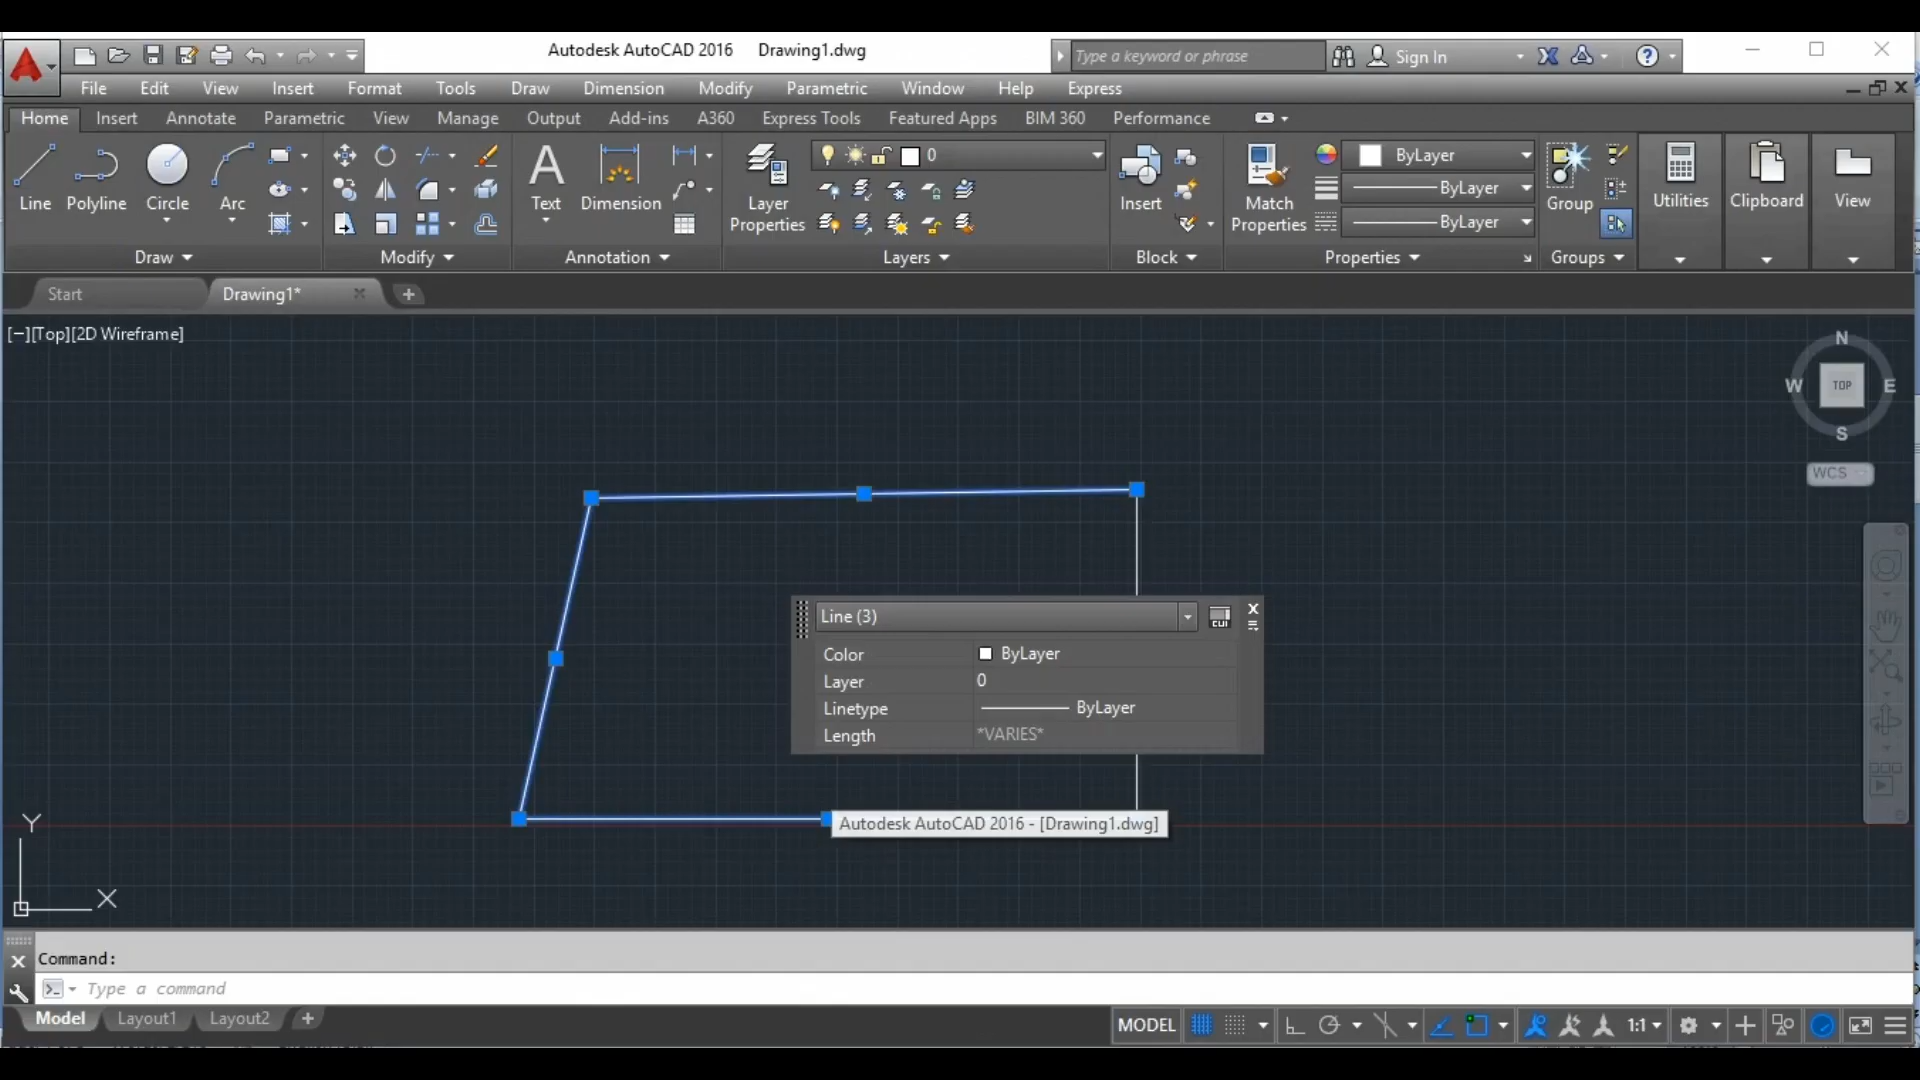 Autodesk AutoCAD 2016 Drawing1.dwg
Type a keyword or phrase
Sign In
File Edit View Insert Format Tools Draw Dimension Modify Parametric Window Help Express
Home Insert Annotate Parametric View Manage Output Add-ins A360 Express Tools Featured Apps BIM 360 Performance
0
ByLayer
ByLayer
ByLayer
Line Polyline Circle Arc
Text Dimension
Layer
Properties
Insert
Match
Properties
Group
Utilities
Clipboard
View
Draw Modify Annotation Layers Block Properties Groups
Start Drawing1*
[−][Top][2D Wireframe]
N
W TOP E
S
WCS
Line (3)
CUI
Color ByLayer
Layer 0
Linetype ByLayer
Length *VARIES*
Autodesk AutoCAD 2016 - [Drawing1.dwg]
Y
X
Command:
Type a command
Model Layout1 Layout2
MODEL 1:1